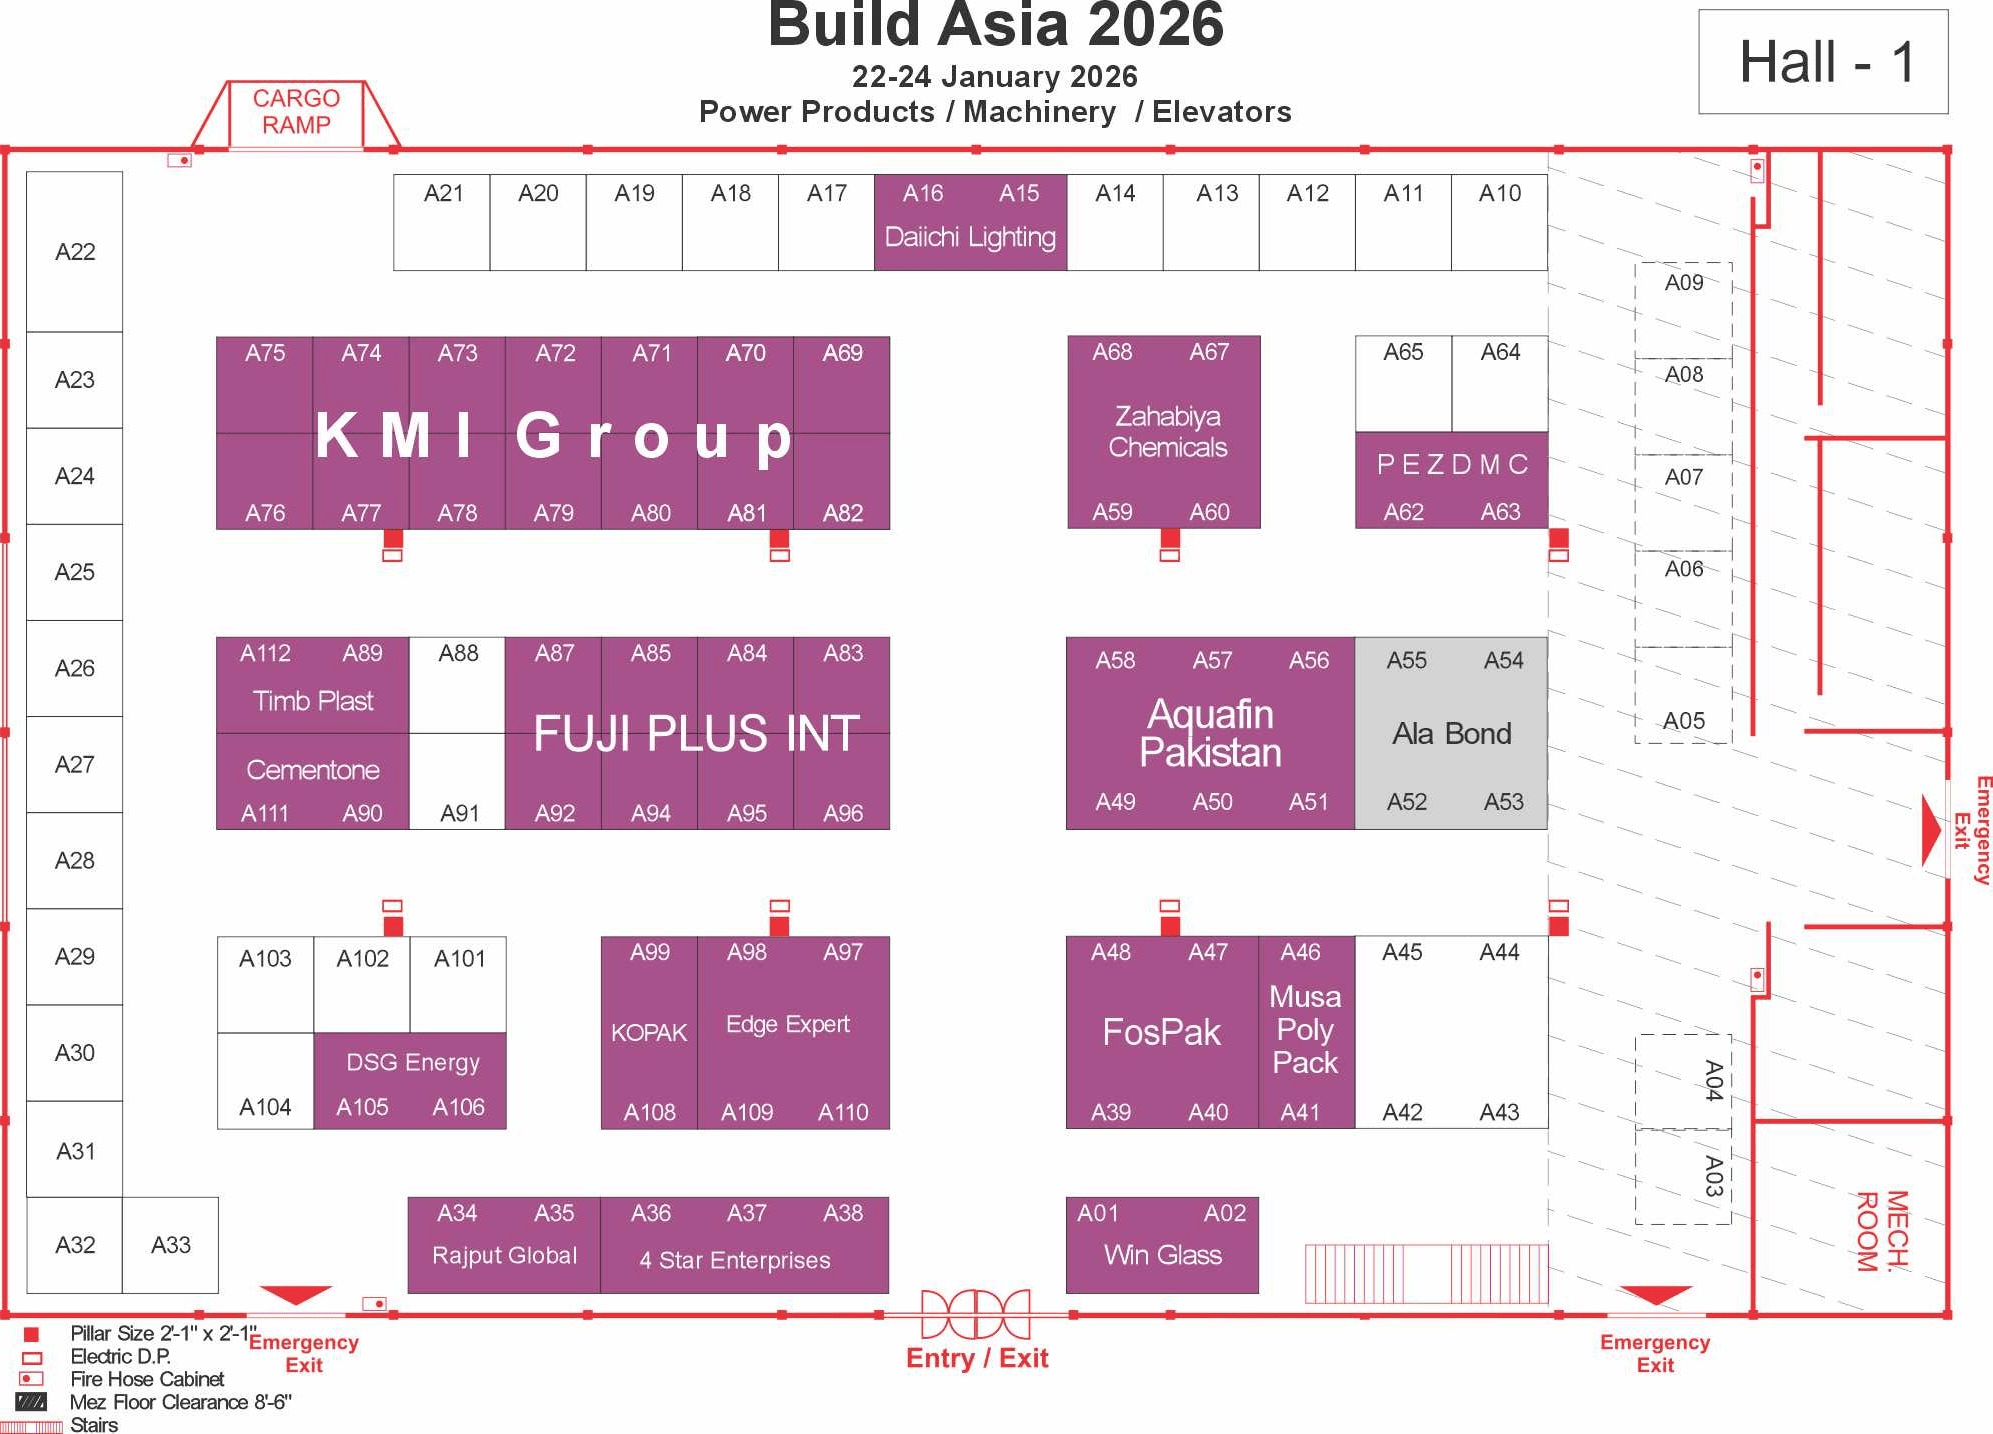 Build Asia 2026
22-24 January 2026
Power Products / Machinery / Elevators
Hall - 1
CARGO
RAMP
A21 A20 A19 A18 A17 A16 A15 A14 A13 A12 A11 A10
Daiichi Lighting
A22
A23
A24
A25
A26
A27
A28
A29
A30
A31
A32 A33
A75 A74 A73 A72 A71 A70 A69
KMI Group
A76 A77 A78 A79 A80 A81 A82
A68 A67
Zahabiya
Chemicals
A59 A60
A65 A64
PEZDMC
A62 A63
A09
A08
A07
A06
A05
A112 A89
Timb Plast
Cementone
A111 A90
A88
A91
A87 A85 A84 A83
FUJI PLUS INT
A92 A94 A95 A96
A58 A57 A56
Aquafin
Pakistan
A49 A50 A51
A55 A54
Ala Bond
A52 A53
Emergency
Exit
A103 A102 A101
DSG Energy
A104 A105 A106
A99
KOPAK
A108
A98 A97
Edge Expert
A109 A110
A48 A47
FosPak
A39 A40
A46
Musa
Poly
Pack
A41
A45 A44
A42 A43
A04
A03
MECH.
ROOM
A34 A35
Rajput Global
A36 A37 A38
4 Star Enterprises
A01 A02
Win Glass
Emergency
Exit
Entry / Exit
Emergency
Exit
Pillar Size 2'-1" x 2'-1"
Electric D.P.
Fire Hose Cabinet
Mez Floor Clearance 8'-6"
Stairs